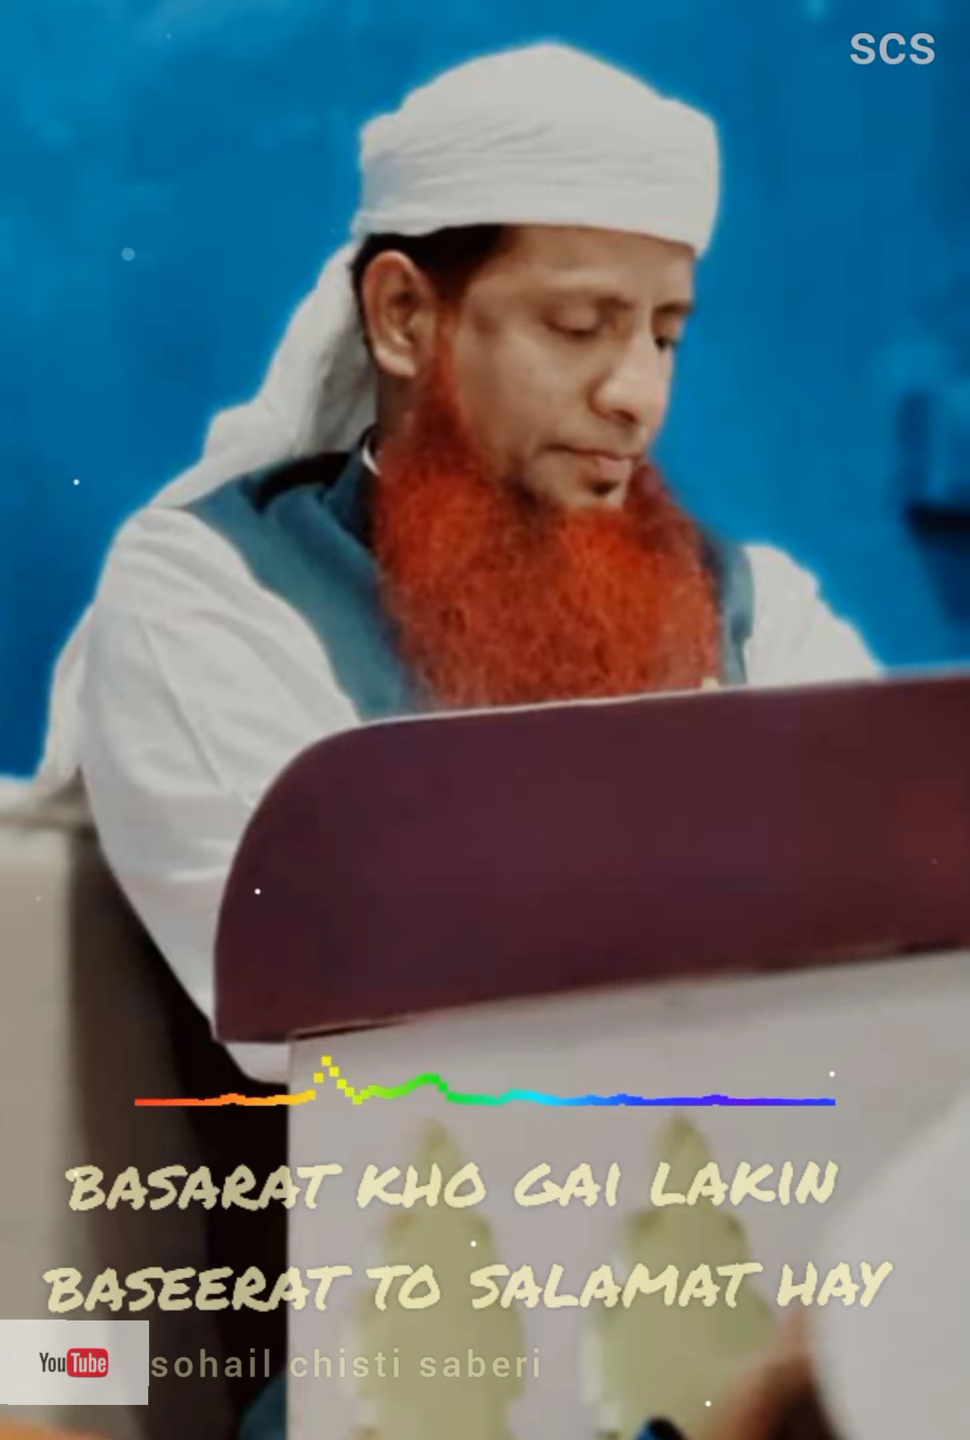 SCS
BASARAT KHO GAI LAKIN
BASEERAT TO SALAMAT HAY
YouTube sohail chisti saberi